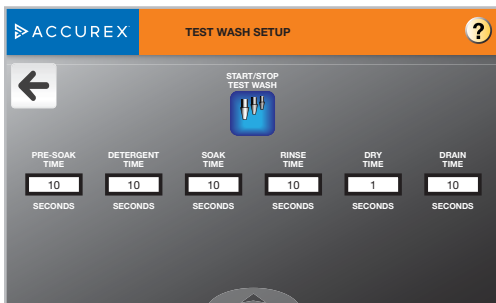 ACCUREX
TEST WASH SETUP
?
START/STOP
TEST WASH
PRE-SOAK
TIME
10
SECONDS
DETERGENT
TIME
10
SECONDS
SOAK
TIME
10
SECONDS
RINSE
TIME
10
SECONDS
DRY
TIME
1
SECONDS
DRAIN
TIME
10
SECONDS